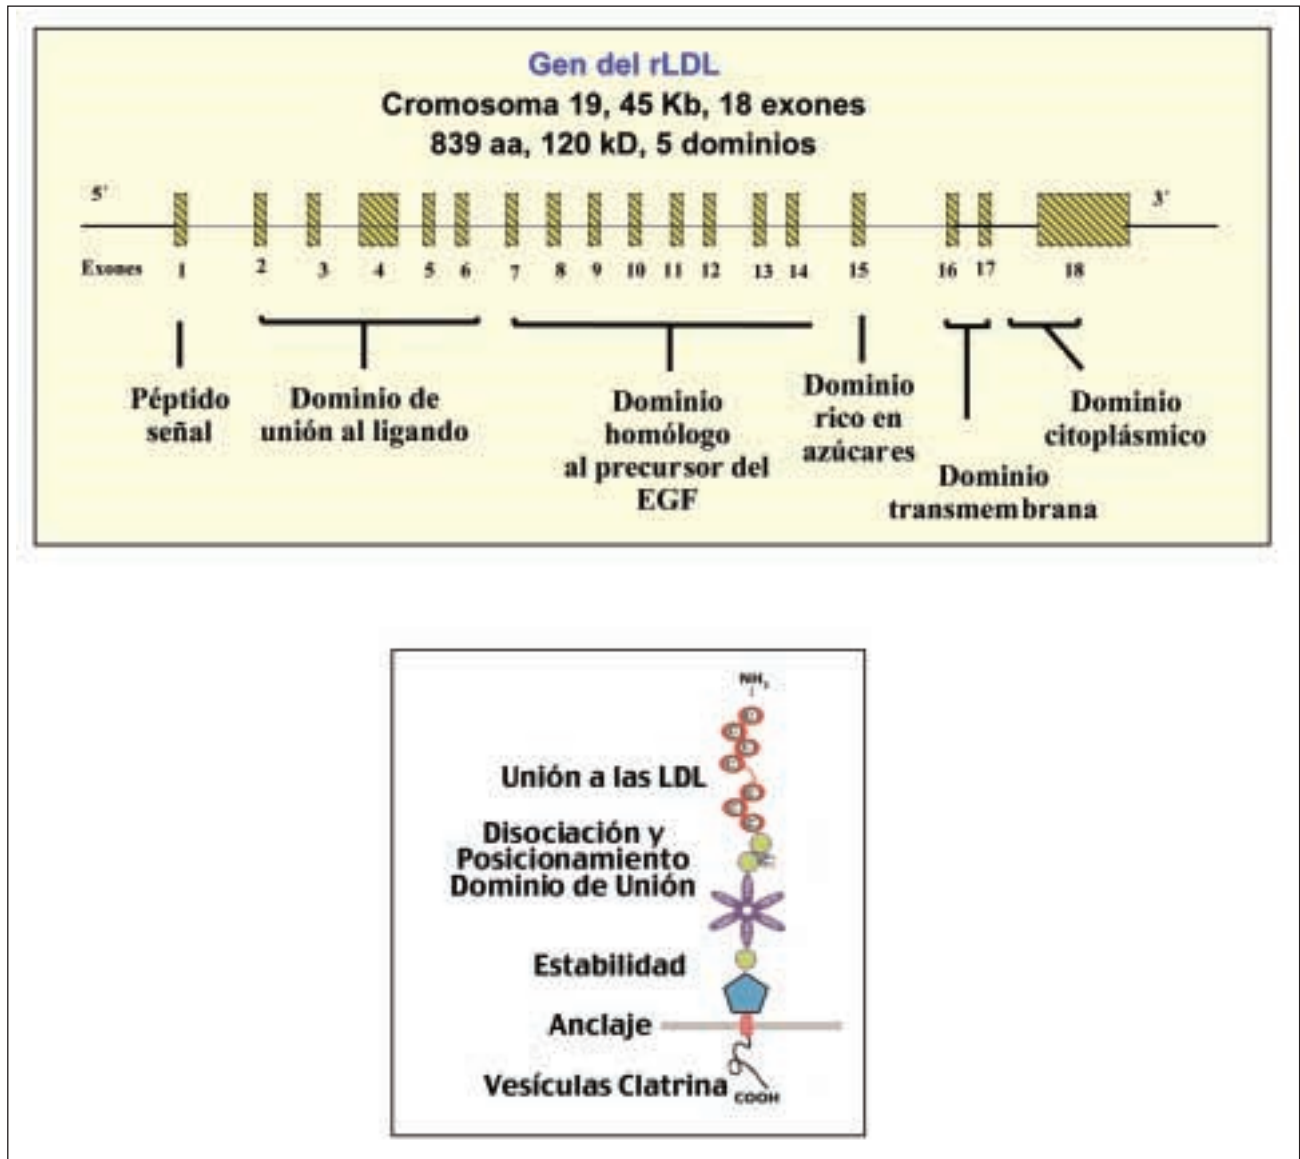 Gen del rLDL
Cromosoma 19, 45 Kb, 18 exones
839 aa, 120 kD, 5 dominios
5' 3'
Exones 1 2 3 4 5 6 7 8 9 10 11 12 13 14 15 16 17 18
Péptido
señal
Dominio de
unión al ligando
Dominio
homólogo
al precursor del
EGF
Dominio
rico en
azúcares
Dominio
transmembrana
Dominio
citoplásmico
NH2
Unión a las LDL
Disociación y
Posicionamiento
Dominio de Unión
Estabilidad
Anclaje
Vesículas Clatrina
COOH